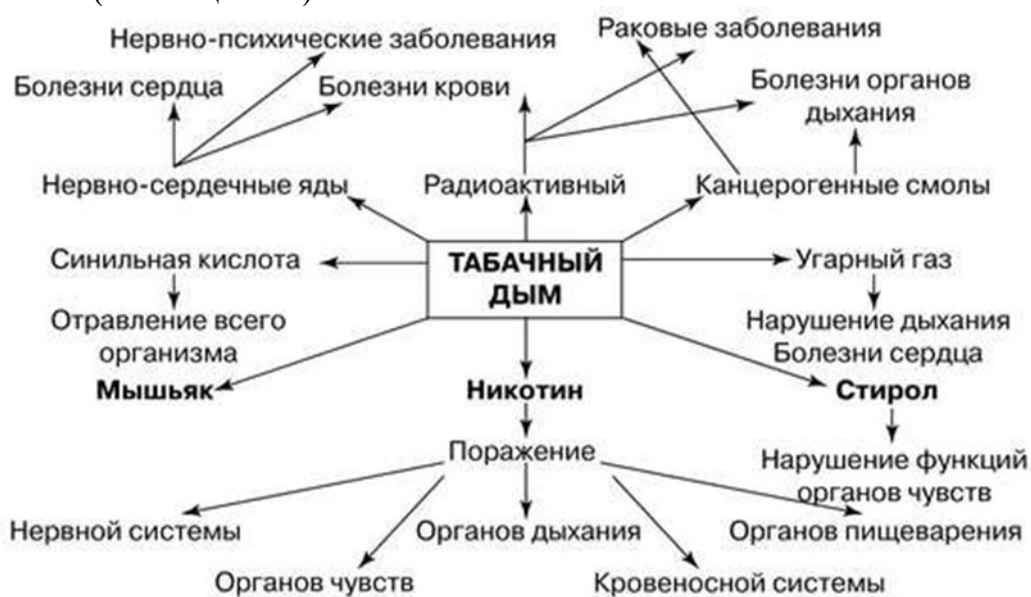 Нервно-психические заболевания
Раковые заболевания
Болезни сердца
Болезни крови
Болезни органов
дыхания
Нервно-сердечные яды
Радиоактивный
Канцерогенные смолы
Синильная кислота
ТАБАЧНЫЙ
ДЫМ
Угарный газ
Отравление всего
организма
Нарушение дыхания
Болезни сердца
Мышьяк
Никотин
Стирол
Поражение
Нарушение функций
органов чувств
Нервной системы
Органов дыхания
Органов пищеварения
Органов чувств
Кровеносной системы